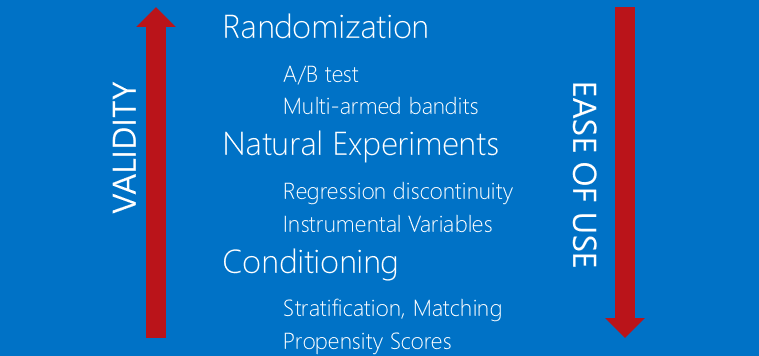 Randomization
A/B test
Multi-armed bandits
Natural Experiments
Regression discontinuity
Instrumental Variables
Conditioning
Stratification, Matching
Propensity Scores
VALIDITY
EASE OF USE